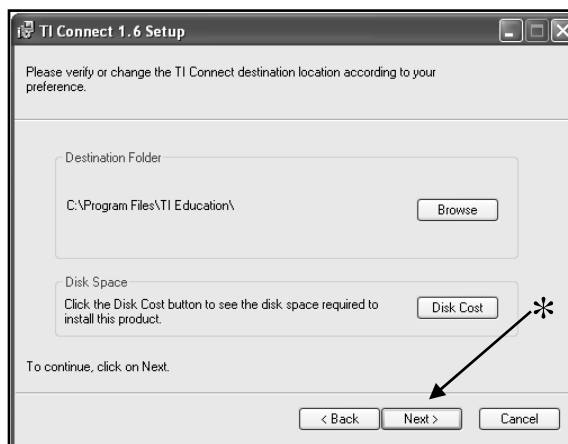 TI Connect 1.6 Setup
Please verify or change the TI Connect destination location according to your
preference.
Destination Folder
C:\Program Files\TI Education\
Browse
Disk Space
Click the Disk Cost button to see the disk space required to
install this product.
Disk Cost
*
To continue, click on Next.
< Back
Next >
Cancel